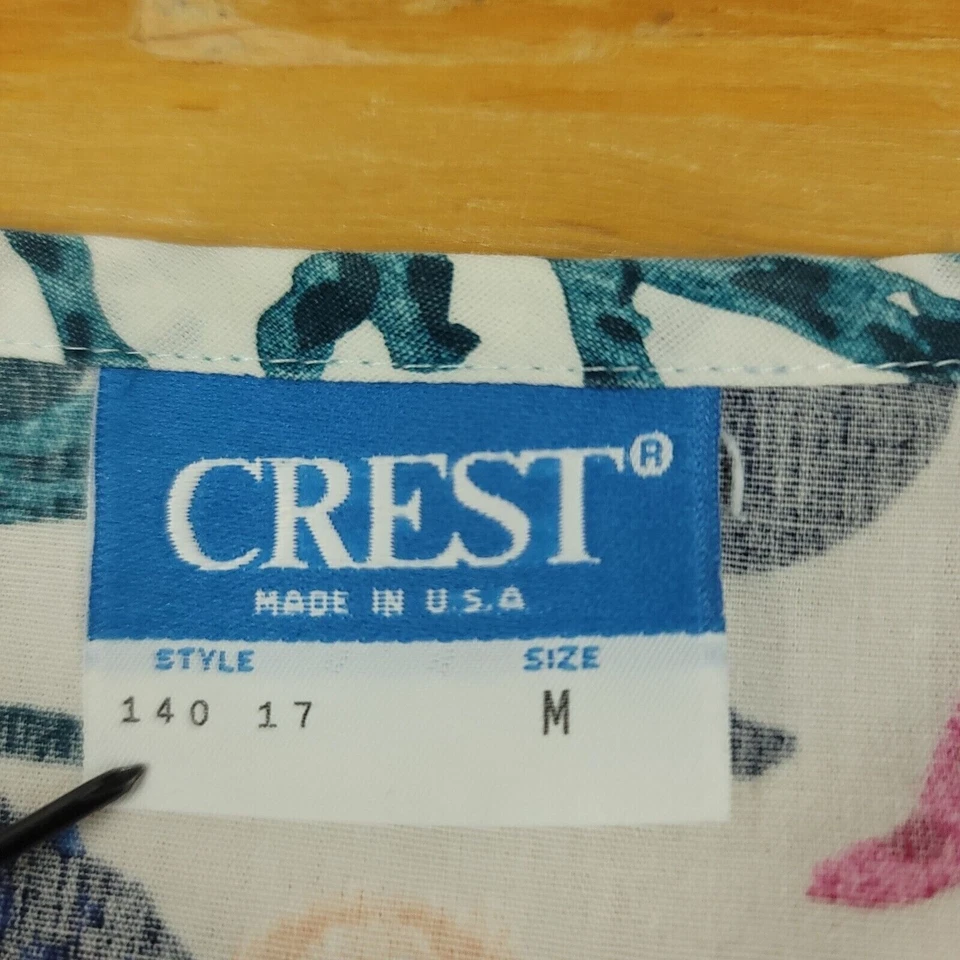 CREST®
MADE IN U.S.A
STYLE SIZE
140 17 M